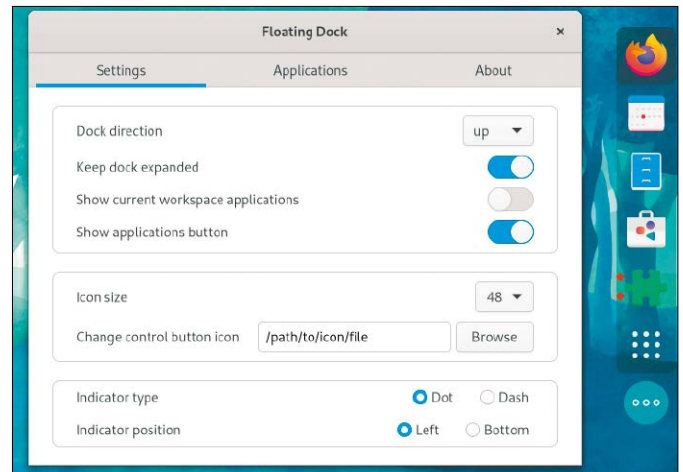 Floating Dock
Settings Applications About
Dock direction up
Keep dock expanded
Show current workspace applications
Show applications button
Icon size 48
Change control button icon /path/to/icon/file Browse
Indicator type Dot Dash
Indicator position Left Bottom